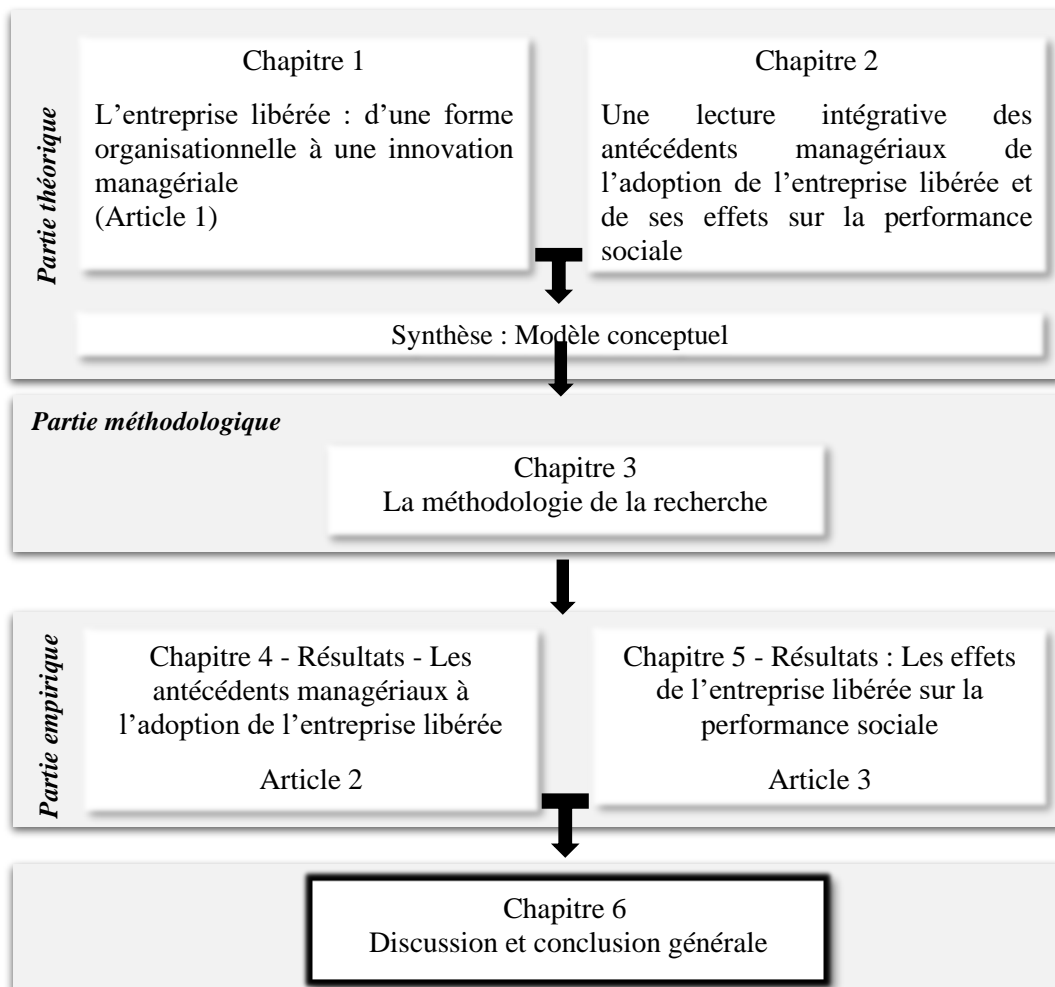 Partie théorique
Chapitre 1
L’entreprise libérée : d’une forme
organisationnelle à une innovation
managériale
(Article 1)
Chapitre 2
Une lecture intégrative des
antécédents managériaux de
l’adoption de l’entreprise libérée et
de ses effets sur la performance
sociale
Synthèse : Modèle conceptuel
Partie méthodologique
Chapitre 3
La méthodologie de la recherche
Partie empirique
Chapitre 4 - Résultats - Les
antécédents managériaux à
l’adoption de l’entreprise libérée
Article 2
Chapitre 5 - Résultats : Les effets
de l’entreprise libérée sur la
performance sociale
Article 3
Chapitre 6
Discussion et conclusion générale